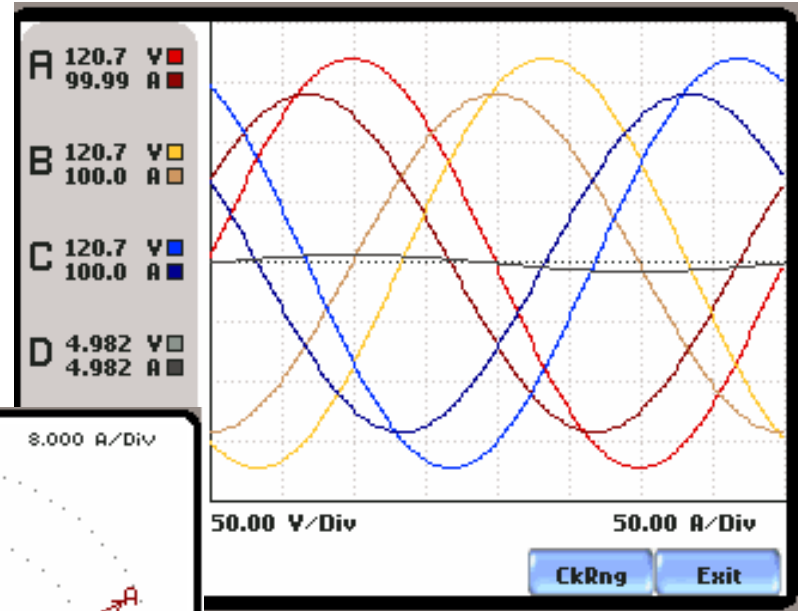 A 120.7 V
99.99 A
B 120.7 V
100.0 A
C 120.7 V
100.0 A
D 4.982 V
4.982 A
50.00 V/Div 50.00 A/Div
CkRng Exit
8.000 A/Div
A